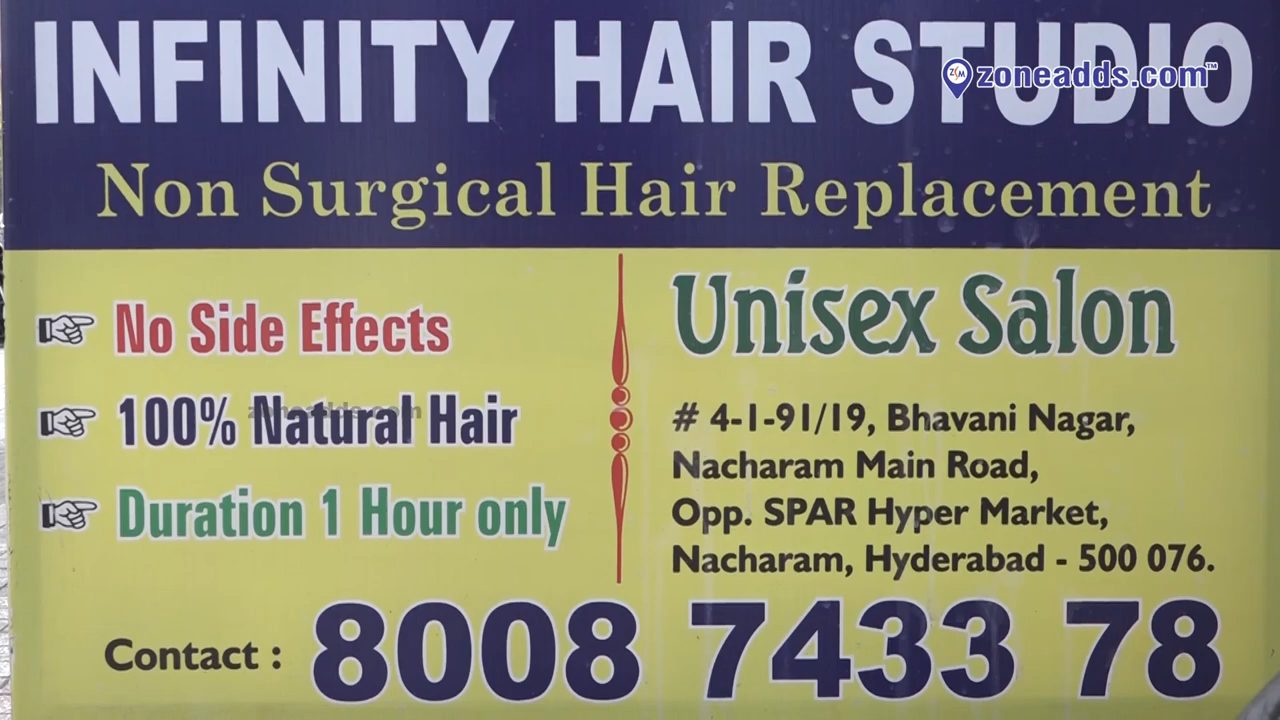 INFINITY HAIR STUDIO
zoneadds.com™
Non Surgical Hair Replacement
No Side Effects
100% Natural Hair
zoneadds.com
Duration 1 Hour only
Unisex Salon
# 4-1-91/19, Bhavani Nagar,
Nacharam Main Road,
Opp. SPAR Hyper Market,
Nacharam, Hyderabad - 500 076.
Contact : 8008 7433 78